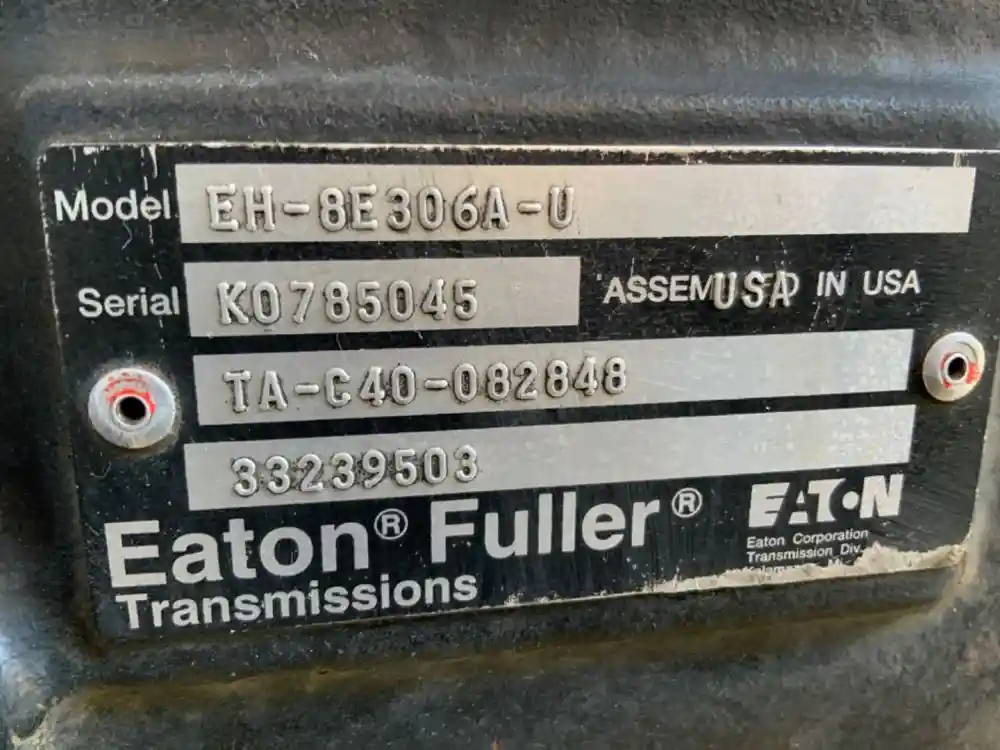 Model EH-8E306A-U
Serial K0785045 ASSEMUSAD IN USA
TA-C40-082848
33239503
Eaton® Fuller® EATON
Transmissions
Eaton Corporation
Transmission Div.